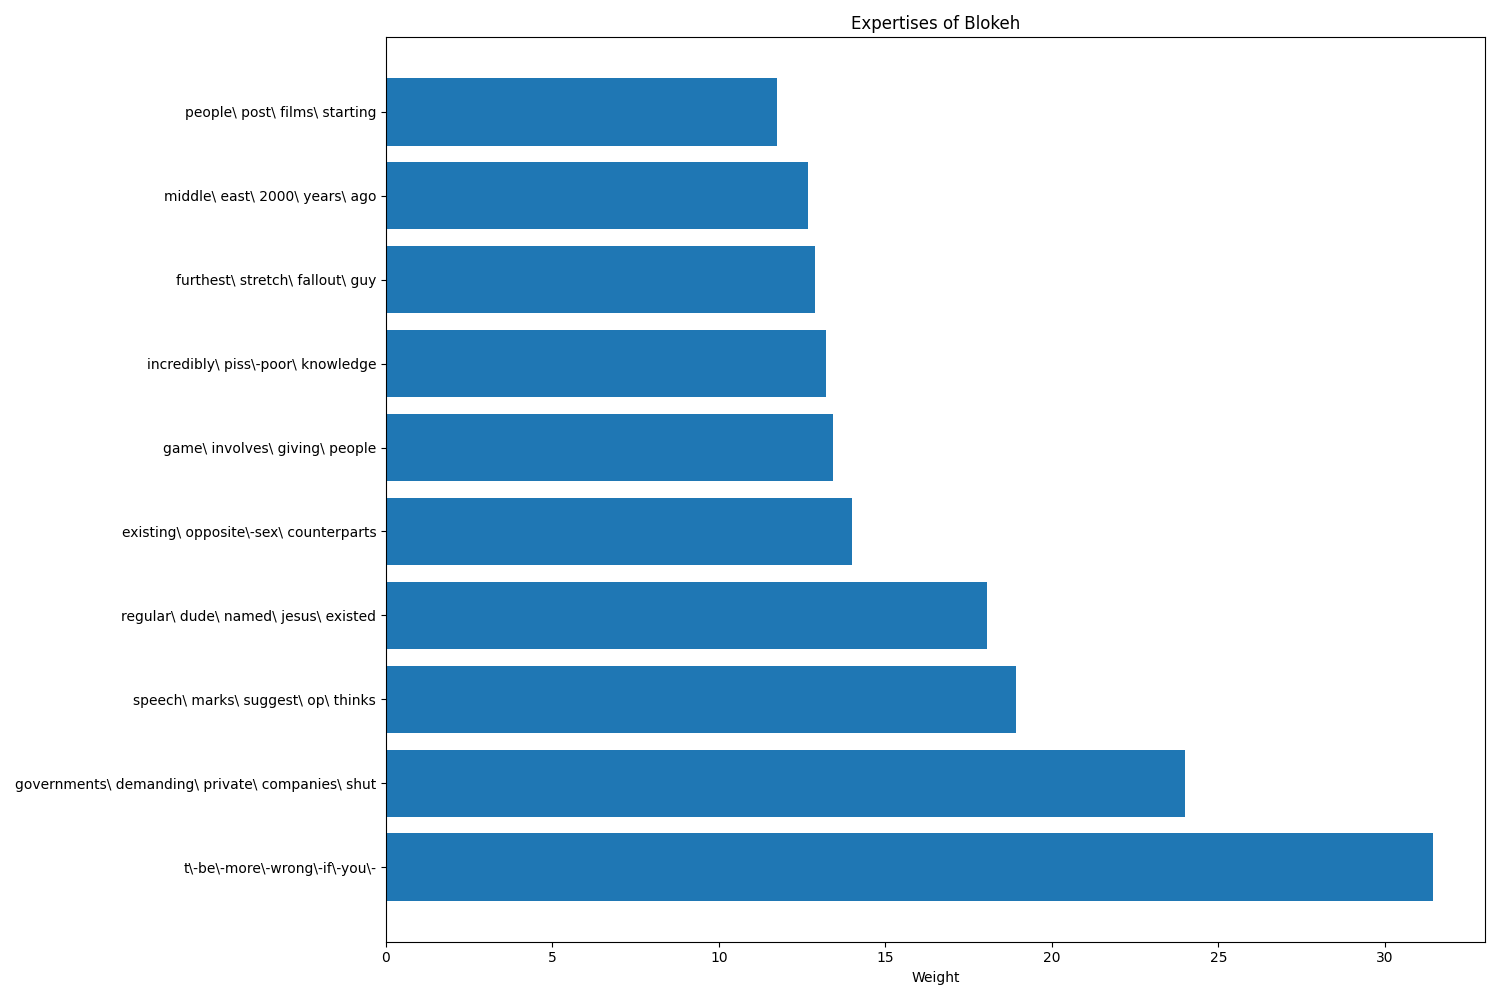 Expertises of Blokeh
people\ post\ films\ starting
middle\ east\ 2000\ years\ ago
furthest\ stretch\ fallout\ guy
incredibly\ piss\-poor\ knowledge
game\ involves\ giving\ people
existing\ opposite\-sex\ counterparts
regular\ dude\ named\ jesus\ existed
speech\ marks\ suggest\ op\ thinks
governments\ demanding\ private\ companies\ shut
t\-be\-more\-wrong\-if\-you\-
0 5 10 15 20 25 30
Weight